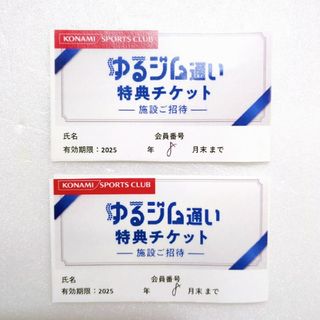 KONAMI SPORTS CLUB
ゆるジム通い
特典チケット
施設ご招待
氏名 会員番号
有効期限：2025 年 8 月末まで
KONAMI SPORTS CLUB
ゆるジム通い
特典チケット
施設ご招待
氏名 会員番号
有効期限：2025 年 8 月末まで